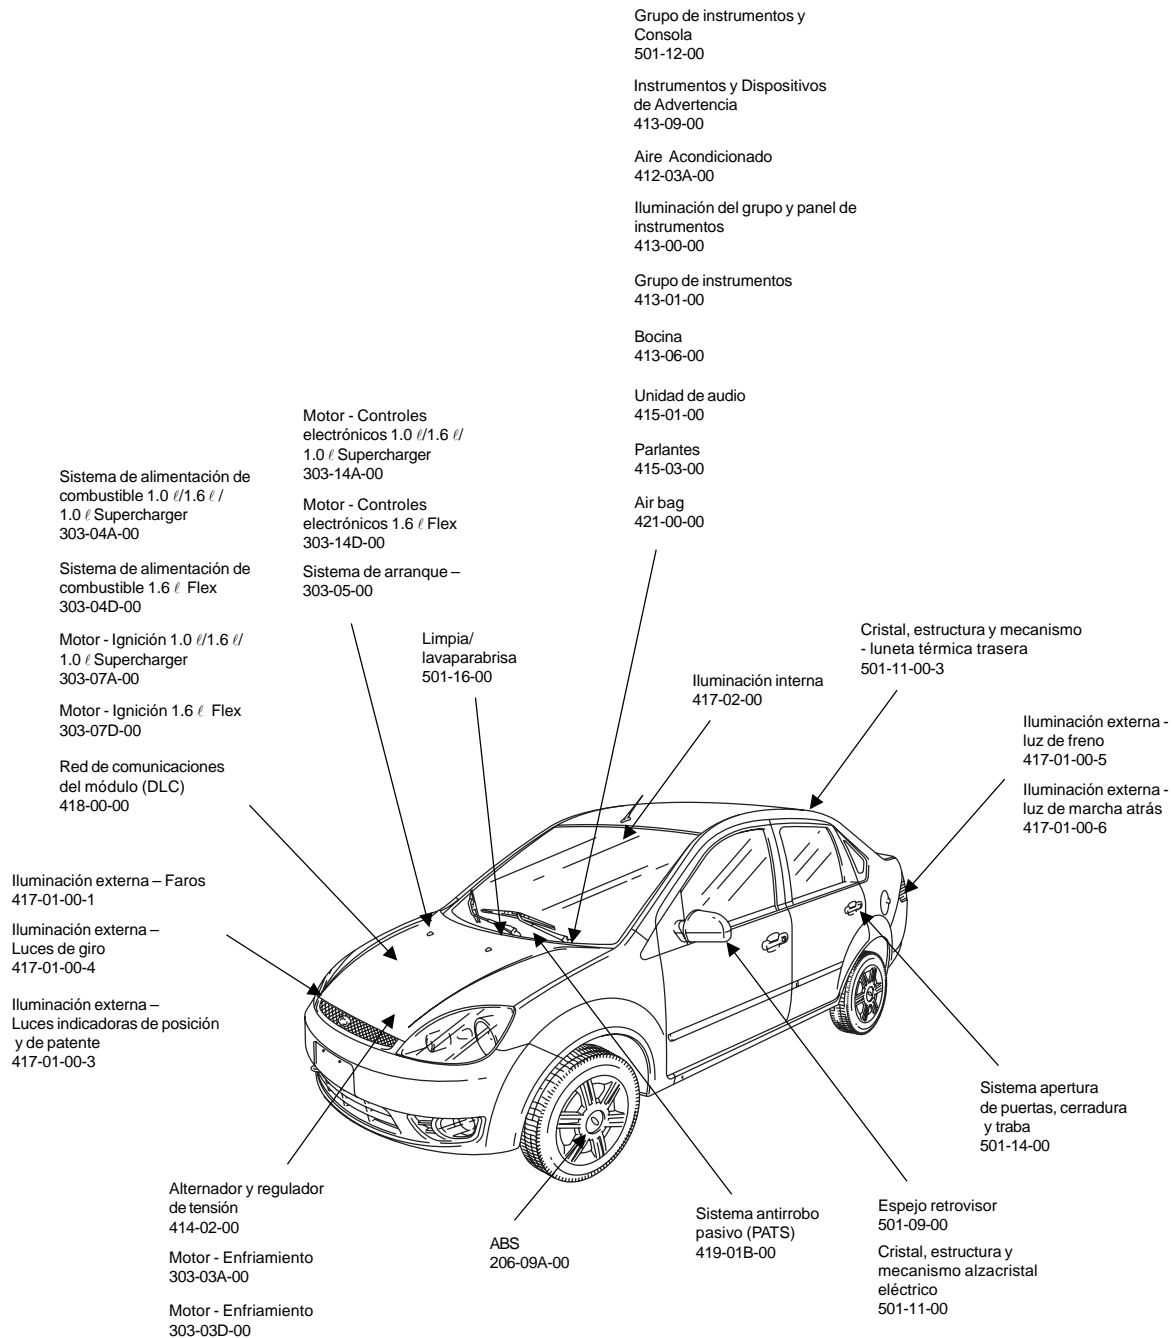 Grupo de instrumentos y
Consola
501-12-00
Instrumentos y Dispositivos
de Advertencia
413-09-00
Aire Acondicionado
412-03A-00
Iluminación del grupo y panel de
instrumentos
413-00-00
Grupo de instrumentos
413-01-00
Bocina
413-06-00
Unidad de audio
415-01-00
Parlantes
415-03-00
Air bag
421-00-00
Motor - Controles
electrónicos 1.0 ℓ/1.6 ℓ/
1.0 ℓ Supercharger
303-14A-00
Motor - Controles
electrónicos 1.6 ℓ Flex
303-14D-00
Sistema de arranque –
303-05-00
Sistema de alimentación de
combustible 1.0 ℓ/1.6 ℓ /
1.0 ℓ Supercharger
303-04A-00
Sistema de alimentación de
combustible 1.6 ℓ Flex
303-04D-00
Motor - Ignición 1.0 ℓ/1.6 ℓ/
1.0 ℓ Supercharger
303-07A-00
Motor - Ignición 1.6 ℓ Flex
303-07D-00
Red de comunicaciones
del módulo (DLC)
418-00-00
Limpia/
lavaparabrisa
501-16-00
Iluminación interna
417-02-00
Cristal, estructura y mecanismo
- luneta térmica trasera
501-11-00-3
Iluminación externa -
luz de freno
417-01-00-5
Iluminación externa -
luz de marcha atrás
417-01-00-6
Iluminación externa – Faros
417-01-00-1
Iluminación externa –
Luces de giro
417-01-00-4
Iluminación externa –
Luces indicadoras de posición
y de patente
417-01-00-3
Sistema apertura
de puertas, cerradura
y traba
501-14-00
Alternador y regulador
de tensión
414-02-00
Motor - Enfriamiento
303-03A-00
Motor - Enfriamiento
303-03D-00
ABS
206-09A-00
Sistema antirrobo
pasivo (PATS)
419-01B-00
Espejo retrovisor
501-09-00
Cristal, estructura y
mecanismo alzacristal
eléctrico
501-11-00